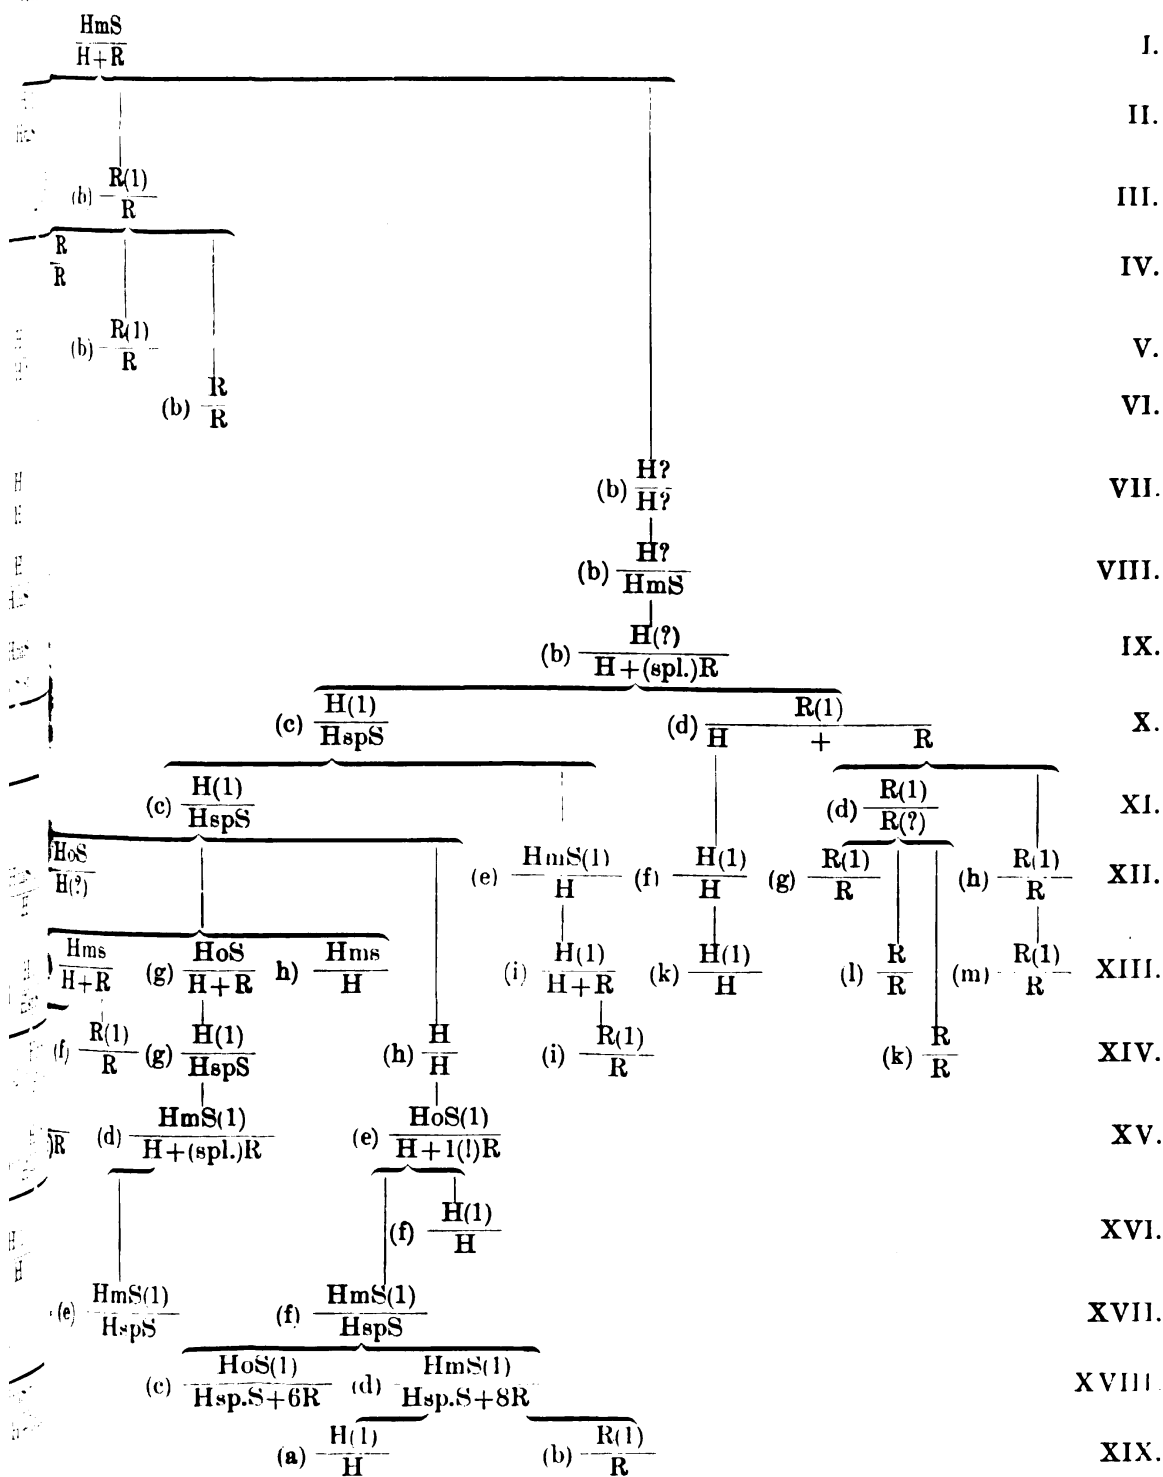 HmS I.
H+R
II.
(b) R(1) III.
R
R IV.
R
(b) R(1) V.
R
(b) R VI.
R
(b) H? VII.
H?
(b) H? VIII.
HmS
(b) H(?) IX.
H+(spl.)R
(c) H(1) (d) R(1) X.
HspS H + R
(c) H(1) (d) R(1) XI.
HspS R(?)
HoS (e) HmS(1) (f) H(1) (g) R(1) (h) R(1) XII.
H(?) H H R R
) Hms (g) HoS h) Hms (i) H(1) (k) H(1) (l) R (m) R(1) XIII.
H+R H+R H H+R H R R
(f) R(1) (g) H(1) (h) H (i) R(1) (k) R XIV.
R HspS H R R
)R (d) HmS(1) (e) HoS(1) XV.
H+(spl.)R H+1(!)R
(f) H(1) XVI.
H
(e) HmS(1) (f) HmS(1) XVII.
HspS HspS
(c) HoS(1) (d) HmS(1) XVIII.
Hsp.S+6R Hsp.S+8R
(a) H(1) (b) R(1) XIX.
H R